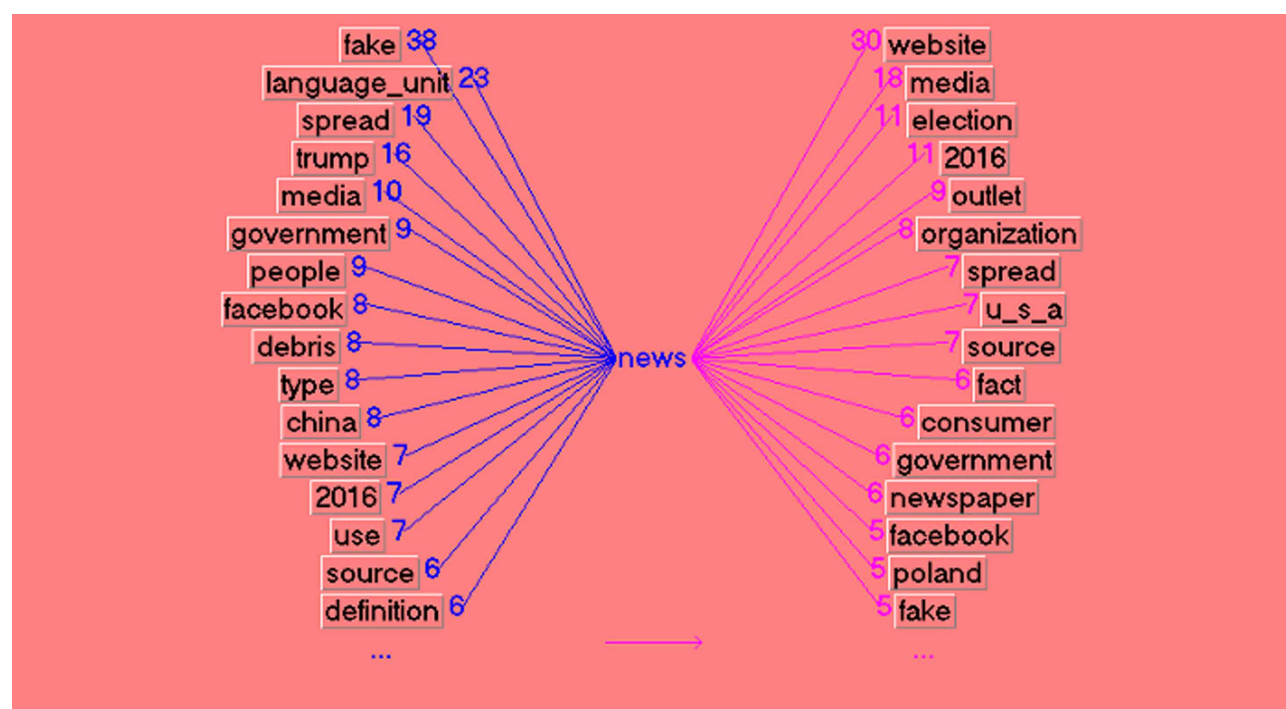 fake 38 30 website
language_unit 23 18 media
spread 19 11 election
trump 16 11 2016
media 10 9 outlet
government 9 8 organization
people 9 7 spread
facebook 8 7 u_s_a
debris 8 7 source
news
type 8 6 fact
china 8 6 consumer
website 7 6 government
2016 7 6 newspaper
use 7 5 facebook
source 6 5 poland
definition 6 5 fake
... ...